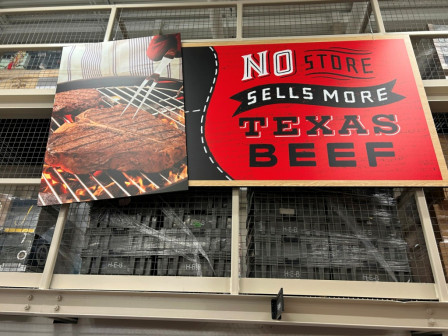 NO STORE
SELLS MORE
TEXAS
BEEF
H-E-B
H-E-B
H-E-B